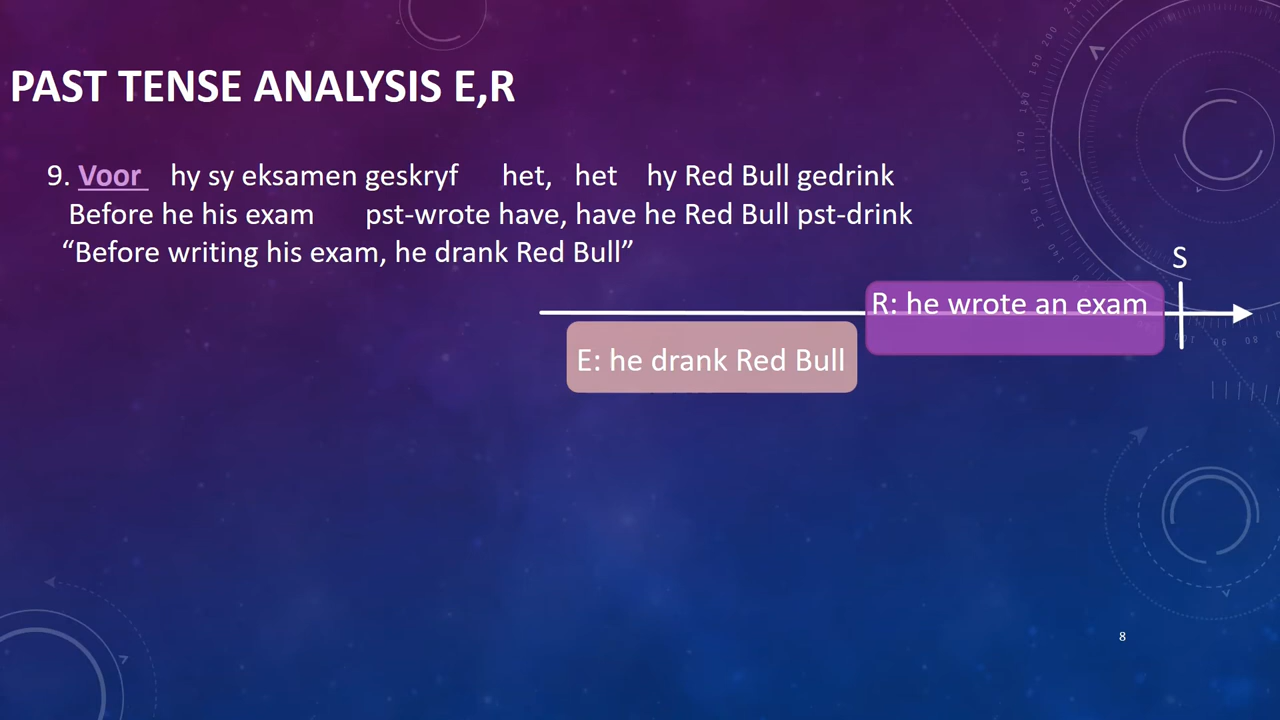 PAST TENSE ANALYSIS E,R
9. Voor hy sy eksamen geskryf het, het hy Red Bull gedrink
Before he his exam pst-wrote have, have he Red Bull pst-drink
“Before writing his exam, he drank Red Bull”
S
R: he wrote an exam
E: he drank Red Bull
8